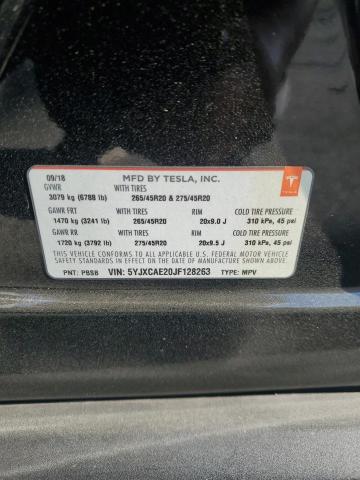 09/18 MFD BY TESLA, INC.
GVWR WITH TIRES
3079 kg (6788 lb) 265/45R20 & 275/45R20
GAWR FRT WITH TIRES RIM COLD TIRE PRESSURE
1470 kg (3241 lb) 265/45R20 20x9.0 J 310 kPa, 45 psi
GAWR RR WITH TIRES RIM COLD TIRE PRESSURE
1720 kg (3792 lb) 275/45R20 20x9.5 J 310 kPa, 45 psi
THIS VEHICLE CONFORMS TO ALL APPLICABLE U.S. FEDERAL MOTOR VEHICLE
SAFETY STANDARDS IN EFFECT ON THE DATE OF MANUFACTURE SHOWN ABOVE.
PNT: PBSB VIN: 5YJXCAE20JF128263 TYPE: MPV